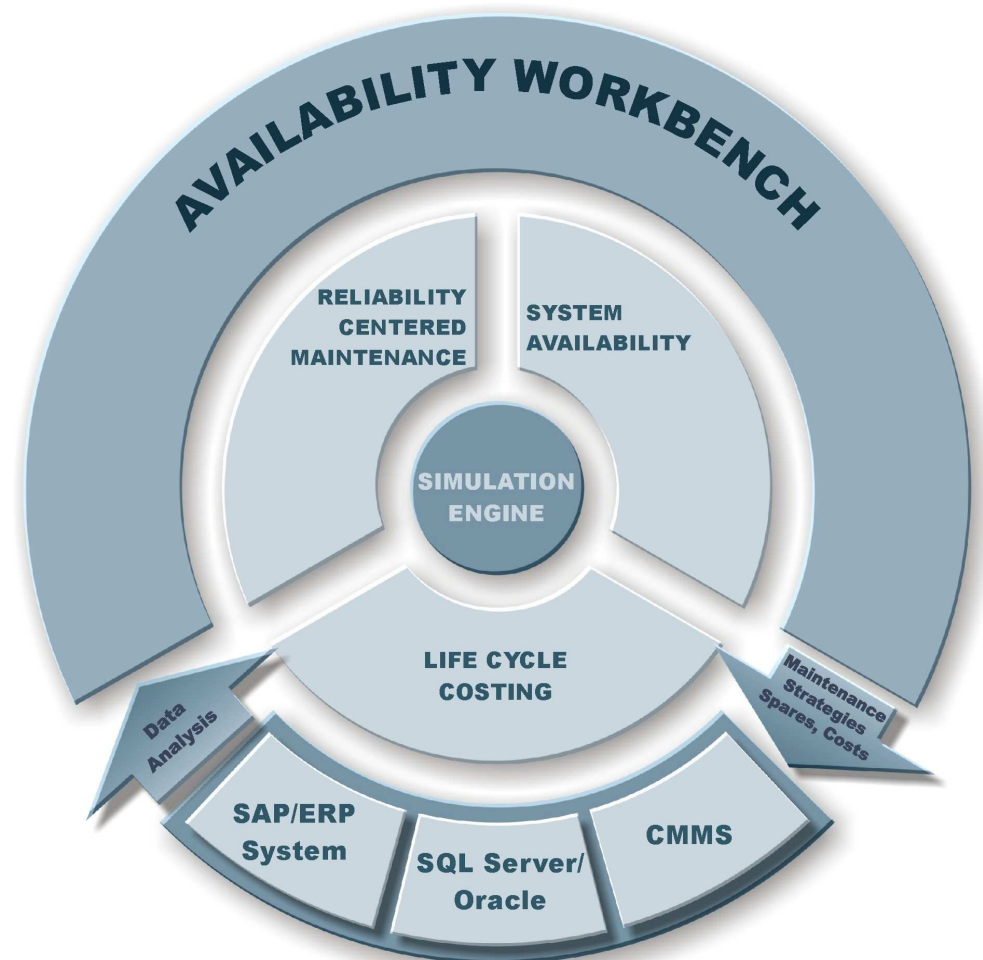 AVAILABILITY WORKBENCH
RELIABILITY
CENTERED
MAINTENANCE
SYSTEM
AVAILABILITY
SIMULATION
ENGINE
LIFE CYCLE
COSTING
Data
Analysis
Maintenance
Strategies
Spares, Costs
SAP/ERP
System
SQL Server/
Oracle
CMMS